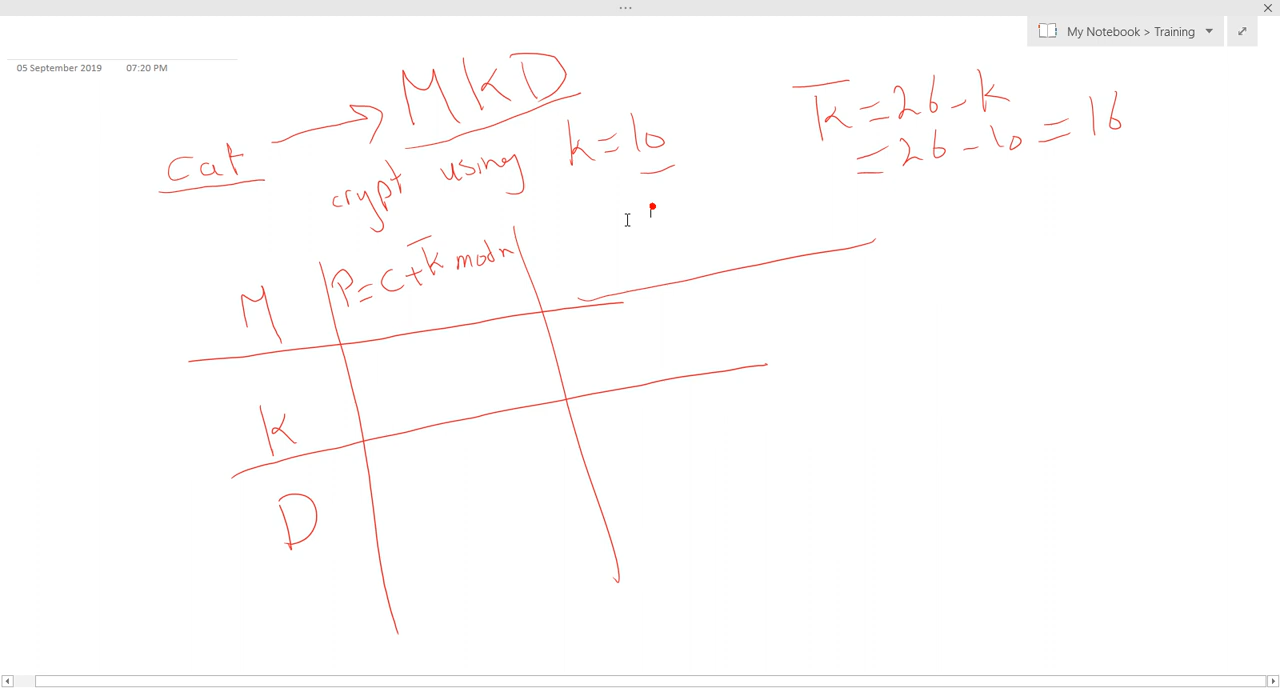 My Notebook > Training
05 September 2019 07:20 PM
cat → MKD
crypt using k = 10
k̅ = 26 - k
= 26 - 10 = 16
M P = C + k̅ mod n
K
D